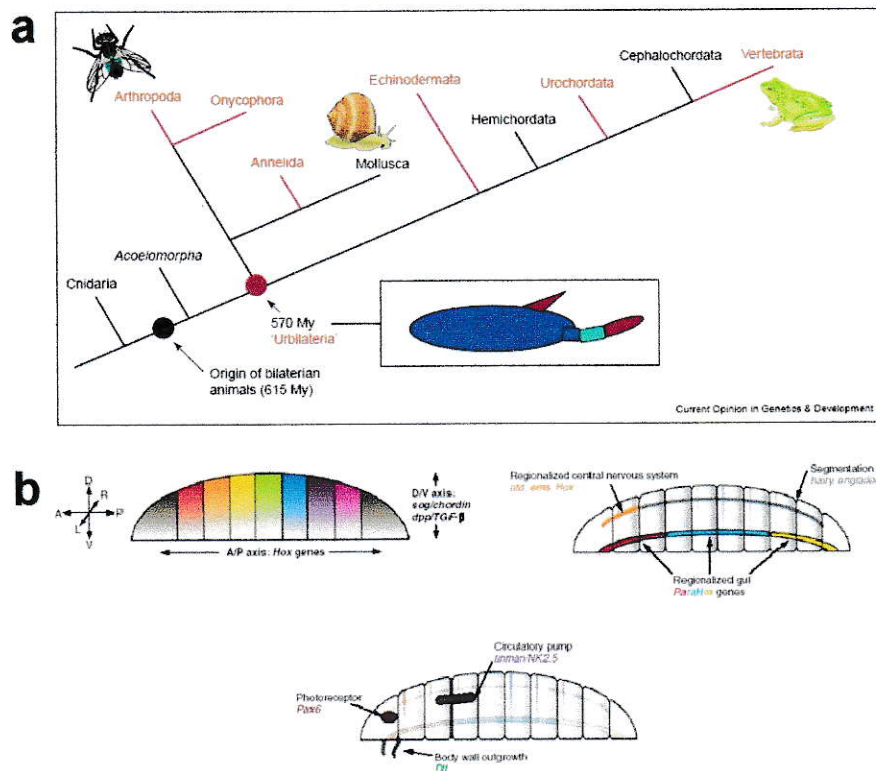 a
Cephalochordata
Vertebrata
Echinodermata
Urochordata
Arthropoda
Onycophora
Hemichordata
Annelida
Mollusca
Acoelomorpha
Cnidaria
570 My
'Urbilateria'
Origin of bilaterian
animals (615 My)
Current Opinion in Genetics & Development
b
D
R
A
P
L
V
D/V axis:
sog/chordin
dpp/TGF-β
A/P axis: Hox genes
Regionalized central nervous system
ems Hox
Segmentation
hairy
Regionalized gut
ParaHox genes
Circulatory pump
tinman/NK2.5
Photoreceptor
Pax6
Body wall outgrowth
Dll